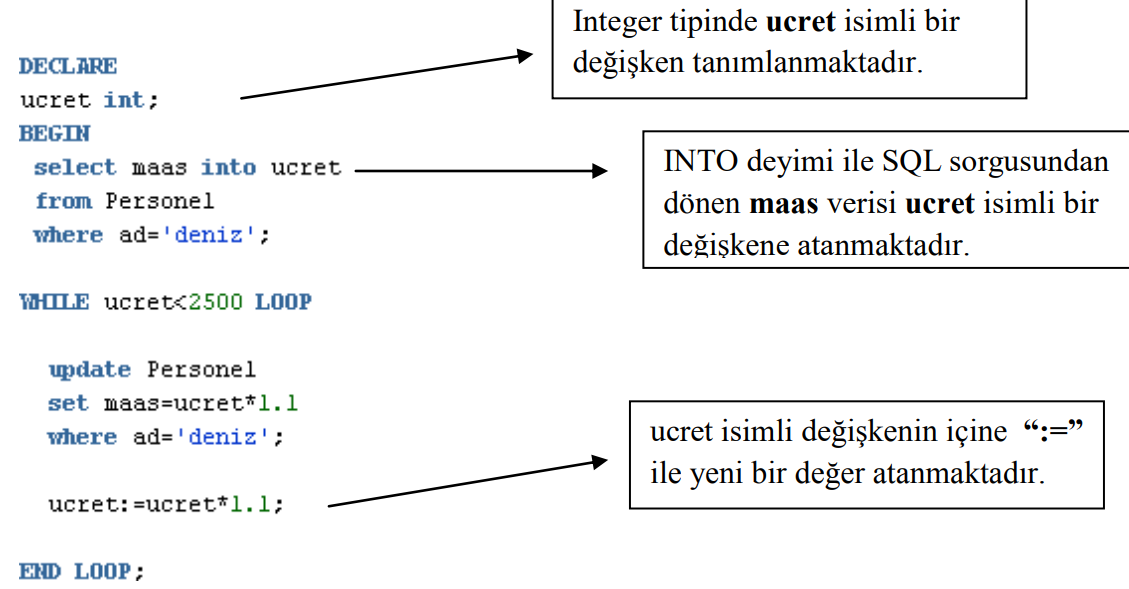 Integer tipinde ucret isimli bir
değişken tanımlanmaktadır.
DECLARE
ucret int;
BEGIN
select maas into ucret
from Personel
where ad='deniz';
INTO deyimi ile SQL sorgusundan
dönen maas verisi ucret isimli bir
değişkene atanmaktadır.
WHILE ucret<2500 LOOP
update Personel
set maas=ucret*1.1
where ad='deniz';
ucret:=ucret*1.1;
ucret isimli değişkenin içine “:=”
ile yeni bir değer atanmaktadır.
END LOOP;